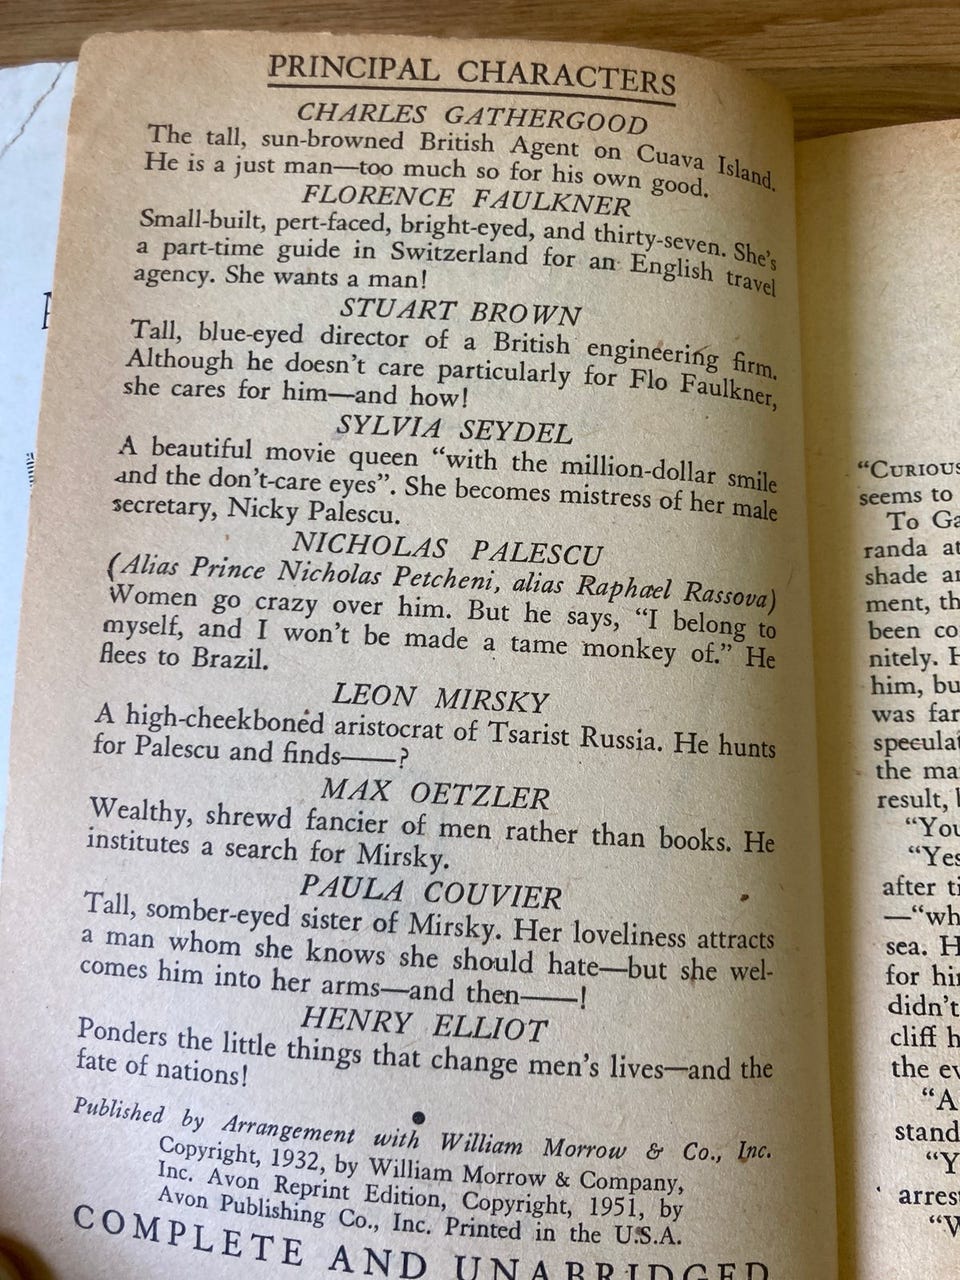 PRINCIPAL CHARACTERS
CHARLES GATHERGOOD
The tall, sun-browned British Agent on Cuava Island.
He is a just man—too much so for his own good.
FLORENCE FAULKNER
Small-built, pert-faced, bright-eyed, and thirty-seven. She's
a part-time guide in Switzerland for an English travel
agency. She wants a man!
STUART BROWN
Tall, blue-eyed director of a British engineering firm.
Although he doesn't care particularly for Flo Faulkner,
she cares for him—and how!
SYLVIA SEYDEL
A beautiful movie queen "with the million-dollar smile
and the don't-care eyes". She becomes mistress of her male
secretary, Nicky Palescu.
NICHOLAS PALESCU
(Alias Prince Nicholas Petcheni, alias Raphael Rassova)
Women go crazy over him. But he says, "I belong to
myself, and I won't be made a tame monkey of." He
flees to Brazil.
LEON MIRSKY
A high-cheekboned aristocrat of Tsarist Russia. He hunts
for Palescu and finds——?
MAX OETZLER
Wealthy, shrewd fancier of men rather than books. He
institutes a search for Mirsky.
PAULA COUVIER
Tall, somber-eyed sister of Mirsky. Her loveliness attracts
a man whom she knows she should hate—but she wel-
comes him into her arms—and then——!
HENRY ELLIOT
Ponders the little things that change men's lives—and the
fate of nations!
Published by Arrangement with William Morrow & Co., Inc.
Copyright, 1932, by William Morrow & Company,
Inc. Avon Reprint Edition, Copyright, 1951, by
Avon Publishing Co., Inc. Printed in the U.S.A.
COMPLETE AND UNABRIDGED
"CURIOUS
seems to
To
randa
shade
ment,
been
nitely.
him,
was far
the
result,
"You
"Yes
after
sea.
for
didn't
cliff
the
"A
stand
"Y